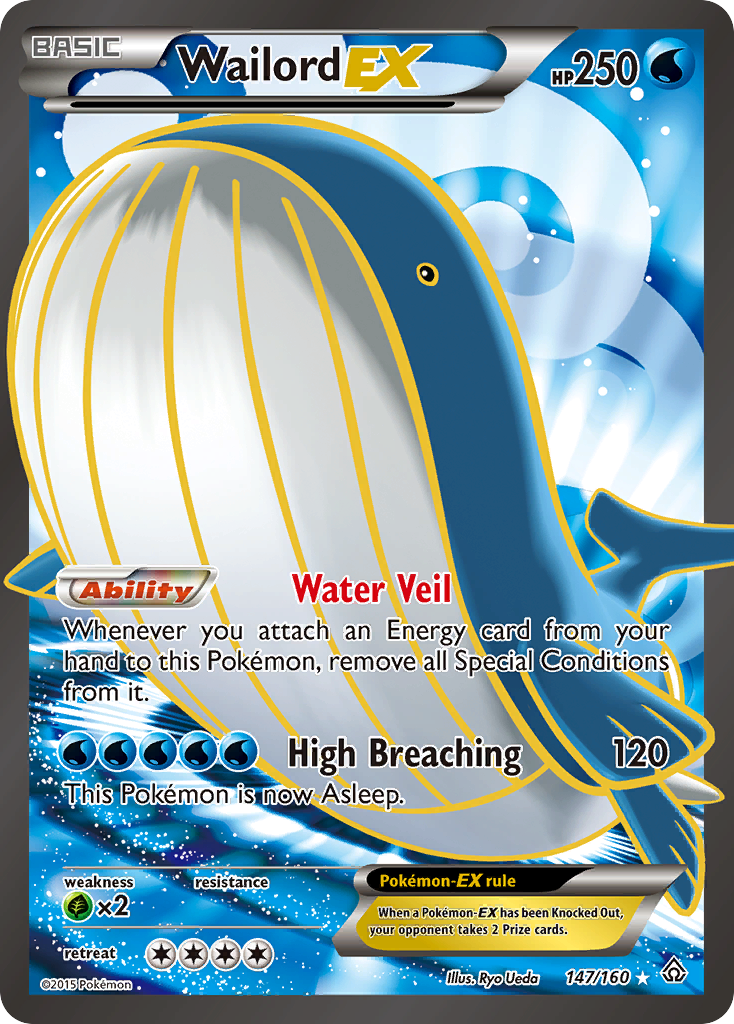 BASIC
Wailord EX
HP250
Ability Water Veil
Whenever you attach an Energy card from your
hand to this Pokémon, remove all Special Conditions
from it.
High Breaching 120
This Pokémon is now Asleep.
weakness resistance
×2
Pokémon-EX rule
When a Pokémon-EX has been Knocked Out,
your opponent takes 2 Prize cards.
retreat
©2015 Pokémon
Illus. Ryo Ueda 147/160